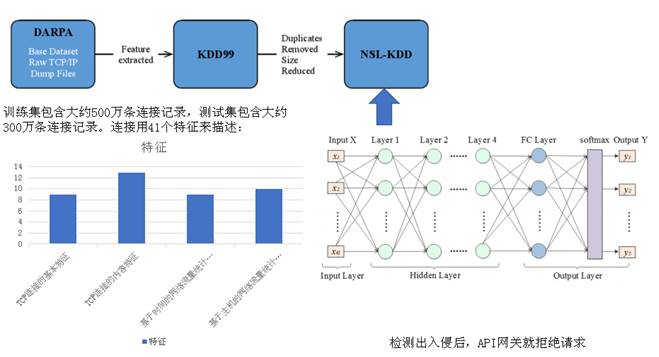 DARPA
Base Dataset
Raw TCP/IP
Dump Files
Feature
extracted
KDD99
Duplicates
Removed
Size
Reduced
NSL-KDD
训练集包含大约500万条连接记录，测试集包含大约
300万条连接记录。连接用41个特征来描述：
特征
14
12
10
8
6
4
2
0
TCP连接的基本特征
TCP连接的内容特征
基于时间的网络流量统计…
基于主机的网络流量统计…
特征
Input X Layer 1 Layer 2 Layer 4 FC Layer softmax Output Y
x₁ y₁
x₂ y₂
Input Layer Hidden Layer Output Layer
检测出入侵后，API网关就拒绝请求